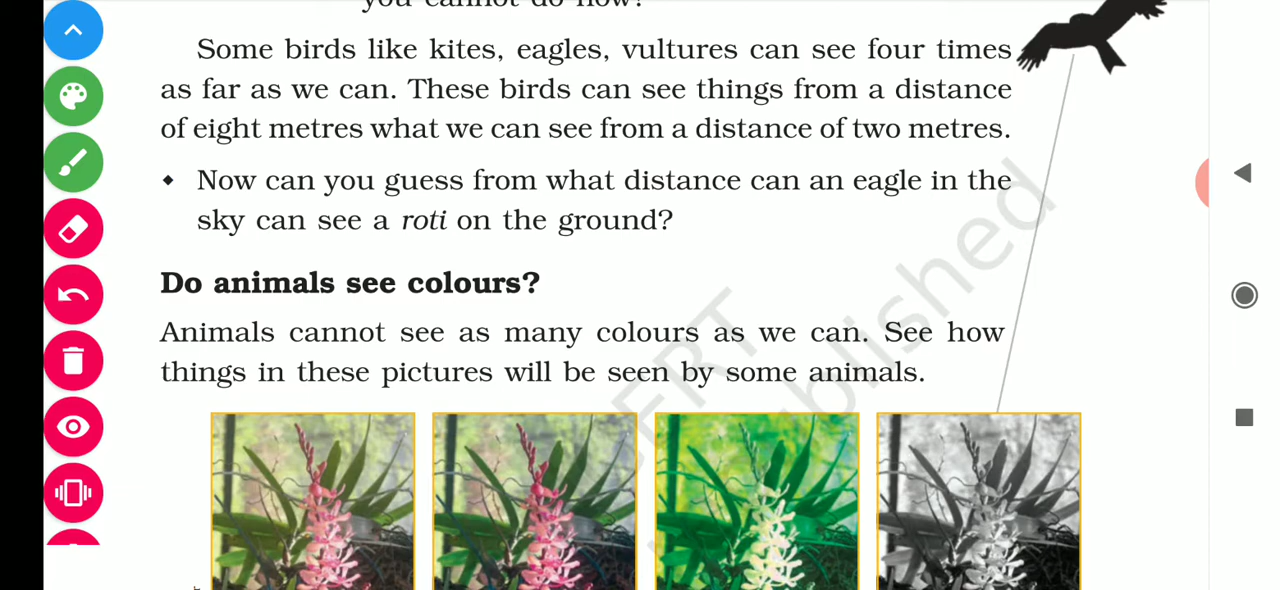 you cannot do now?
Some birds like kites, eagles, vultures can see four times
as far as we can. These birds can see things from a distance
of eight metres what we can see from a distance of two metres.
Now can you guess from what distance can an eagle in the
sky can see a roti on the ground?
Do animals see colours?
Animals cannot see as many colours as we can. See how
things in these pictures will be seen by some animals.